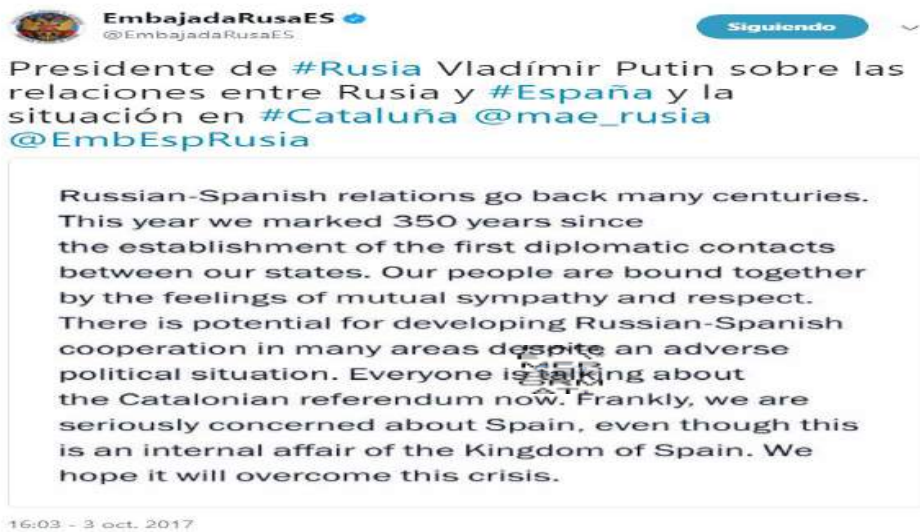 EmbajadaRusaES
@EmbajadaRusaES
Siguiendo
Presidente de #Rusia Vladímir Putin sobre las
relaciones entre Rusia y #España y la
situación en #Cataluña @mae_rusia
@EmbEspRusia
Russian-Spanish relations go back many centuries.
This year we marked 350 years since
the establishment of the first diplomatic contacts
between our states. Our people are bound together
by the feelings of mutual sympathy and respect.
There is potential for developing Russian-Spanish
cooperation in many areas despite an adverse
political situation. Everyone is talking about
the Catalonian referendum now. Frankly, we are
seriously concerned about Spain, even though this
is an internal affair of the Kingdom of Spain. We
hope it will overcome this crisis.
16:03 - 3 oct. 2017